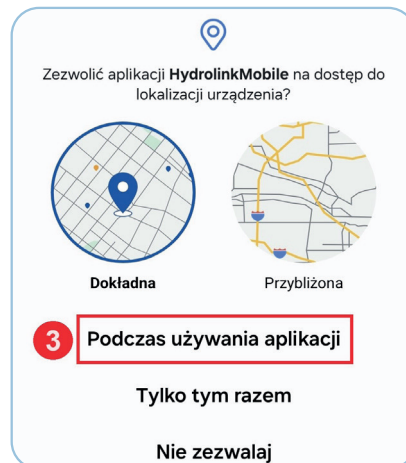 Zezwolić aplikacji HydrolinkMobile na dostęp do
lokalizacji urządzenia?
Dokładna
Przybliżona
3
Podczas używania aplikacji
Tylko tym razem
Nie zezwalaj